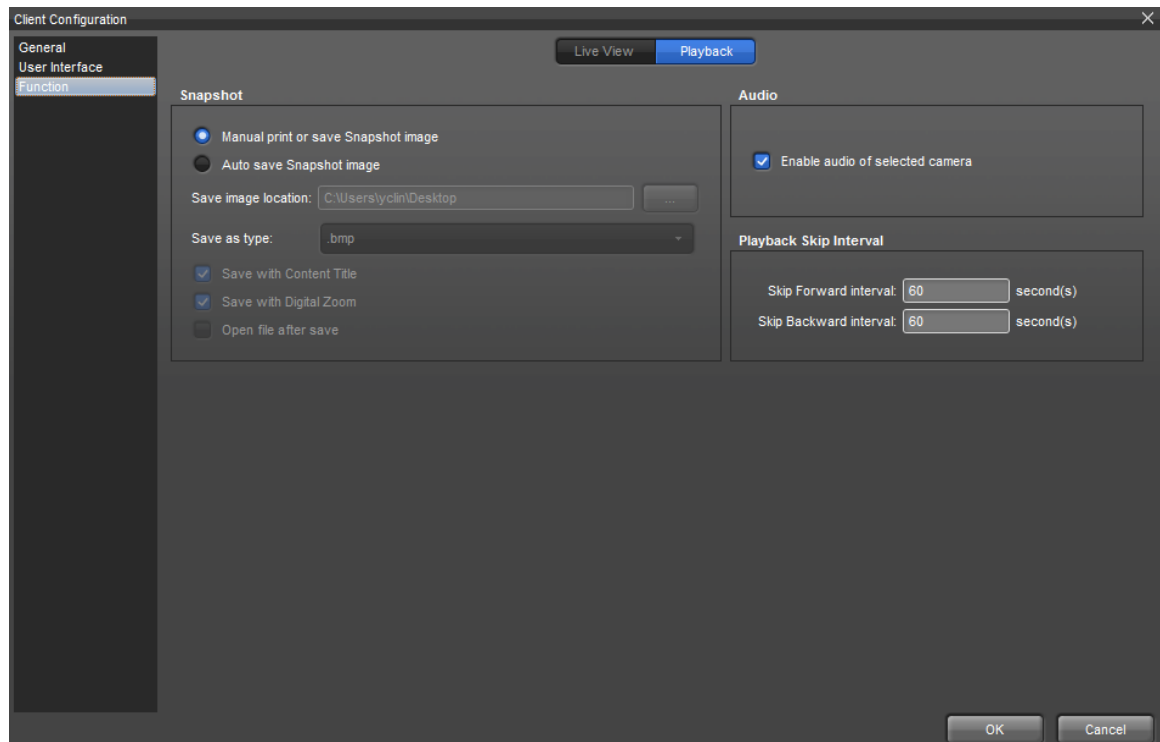 Client Configuration
General
User Interface
Function
Live View
Playback
Snapshot
Manual print or save Snapshot image
Auto save Snapshot image
Save image location: C:\Users\yclin\Desktop ...
Save as type: .bmp
Save with Content Title
Save with Digital Zoom
Open file after save
Audio
Enable audio of selected camera
Playback Skip Interval
Skip Forward interval: 60 second(s)
Skip Backward interval: 60 second(s)
OK
Cancel